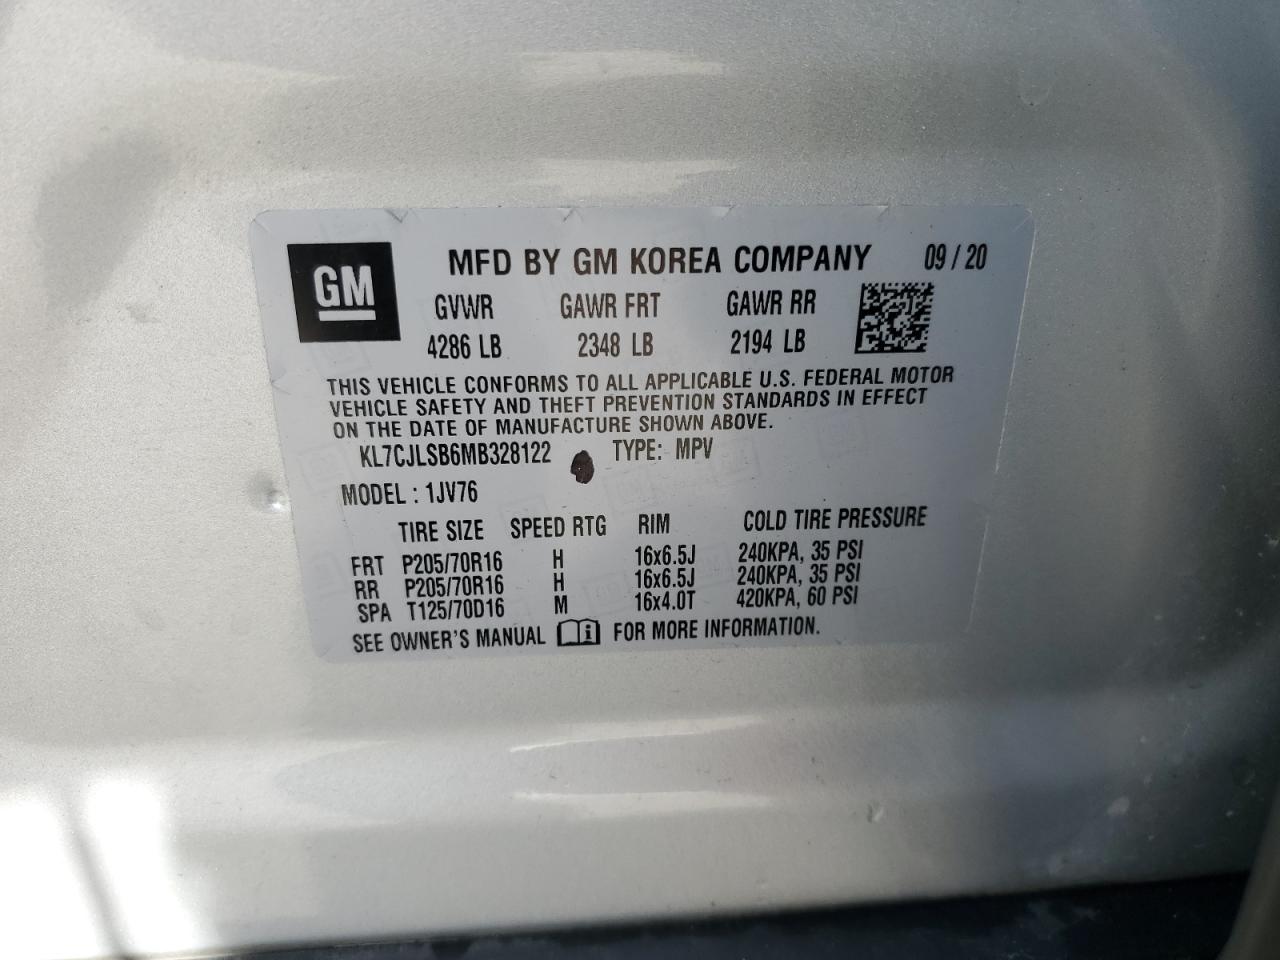 GM
MFD BY GM KOREA COMPANY 09 / 20
GVWR GAWR FRT GAWR RR
4286 LB 2348 LB 2194 LB
THIS VEHICLE CONFORMS TO ALL APPLICABLE U.S. FEDERAL MOTOR
VEHICLE SAFETY AND THEFT PREVENTION STANDARDS IN EFFECT
ON THE DATE OF MANUFACTURE SHOWN ABOVE.
KL7CJLSB6MB328122 TYPE: MPV
MODEL : 1JV76
TIRE SIZE SPEED RTG RIM COLD TIRE PRESSURE
FRT P205/70R16 H 16x6.5J 240KPA, 35 PSI
RR P205/70R16 H 16x6.5J 240KPA, 35 PSI
SPA T125/70D16 M 16x4.0T 420KPA, 60 PSI
SEE OWNER'S MANUAL FOR MORE INFORMATION.